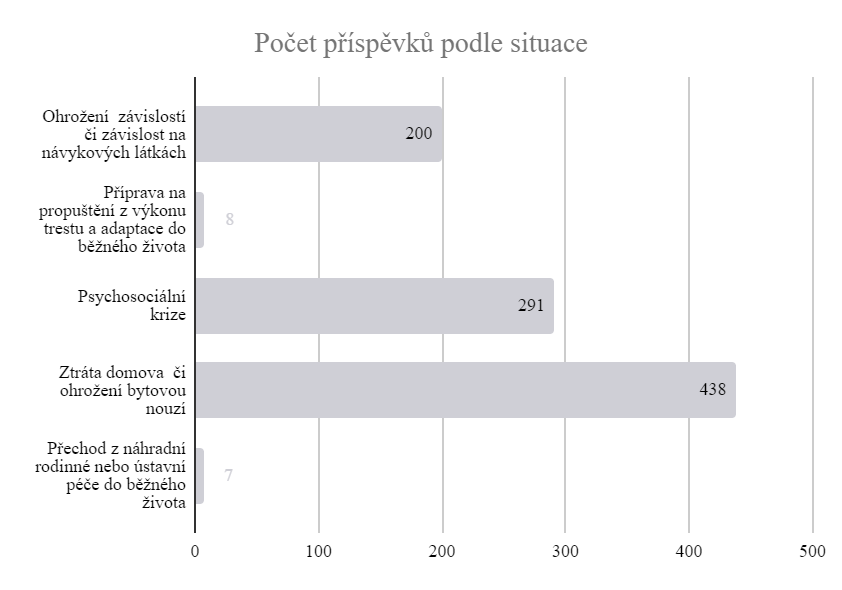 Počet příspěvků podle situace
Ohrožení  závislostí
či závislost na
návykových látkách
200
Příprava na
propuštění z výkonu
trestu a adaptace do
běžného života
8
Psychosociální
krize
291
Ztráta domova  či
ohrožení bytovou
nouzí
438
Přechod z náhradní
rodinné nebo ústavní
péče do běžného
života
7
0 100 200 300 400 500